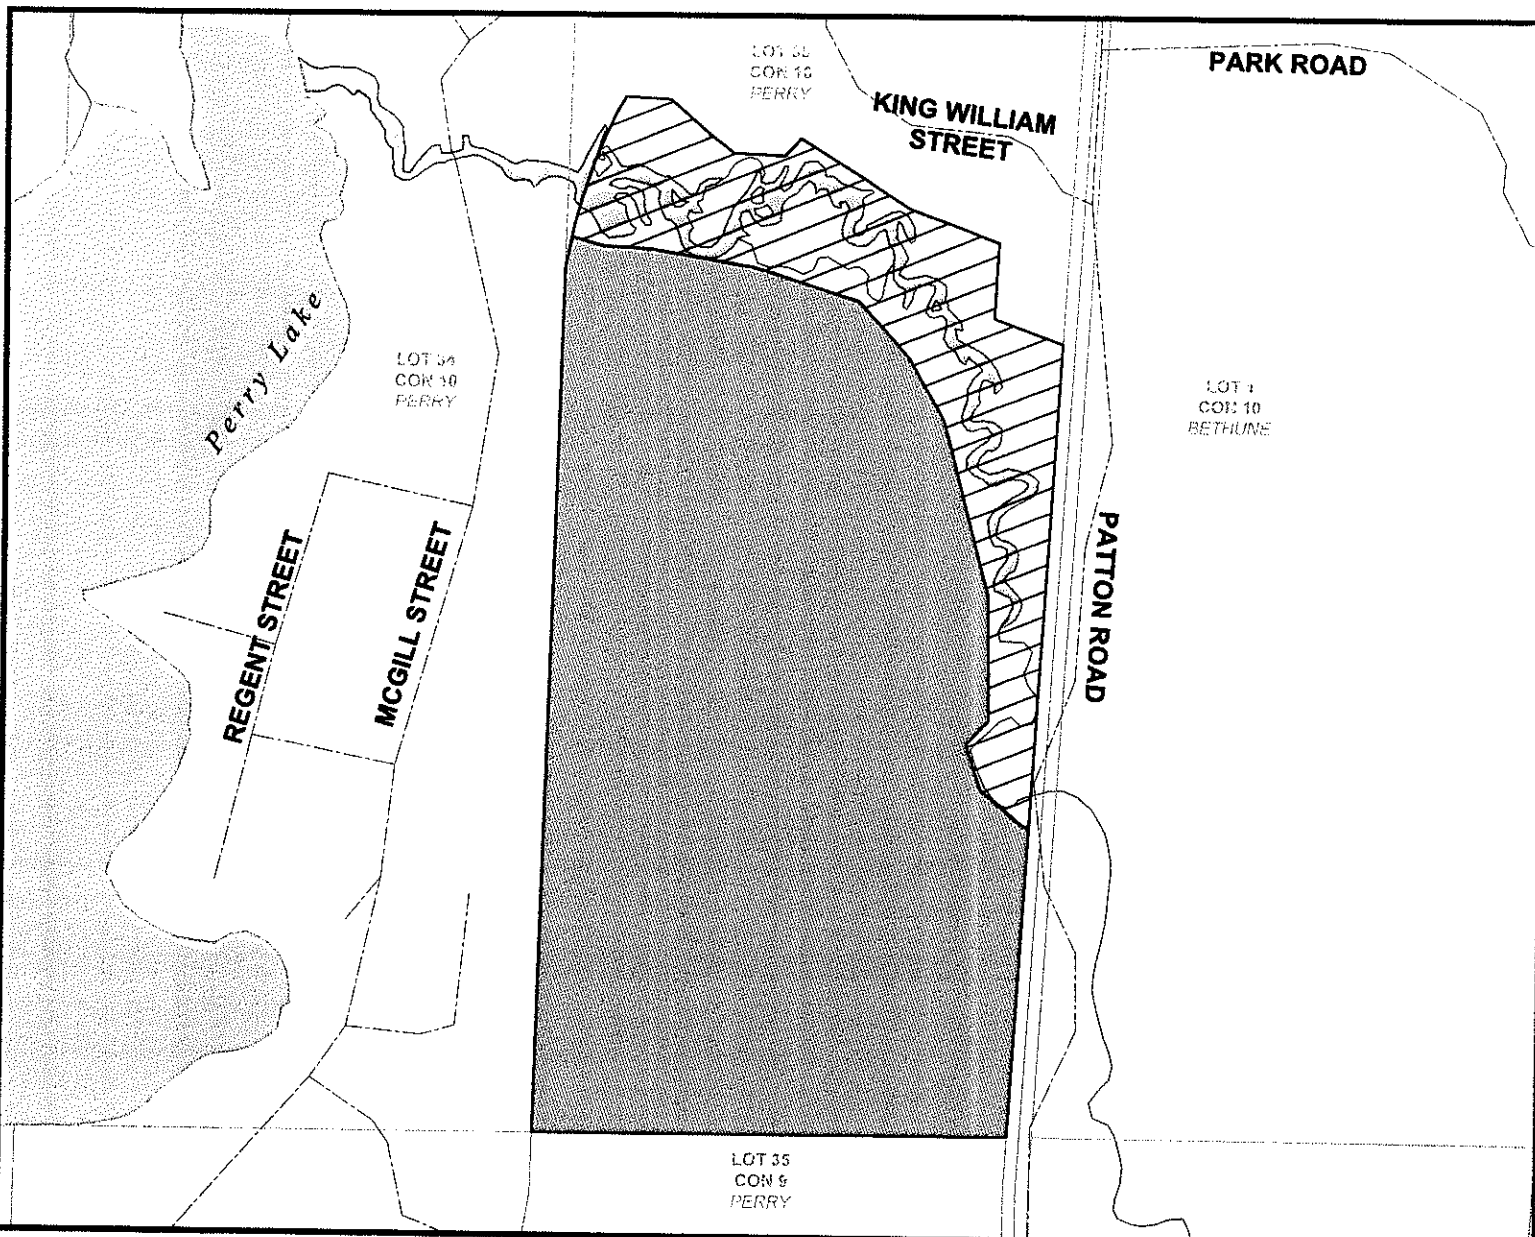 LOT 35
CON 10
PERRY
PARK ROAD
KING WILLIAM
STREET
Perry Lake
LOT 34
CON 10
PERRY
LOT 1
CON 10
BETHUNE
REGENT STREET
MCGILL STREET
PATTON ROAD
LOT 35
CON 9
PERRY